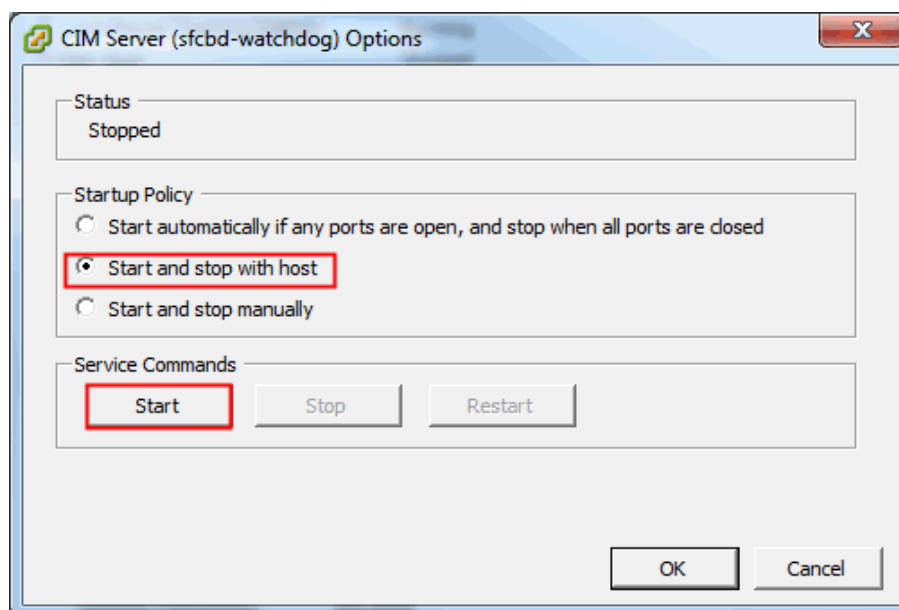 CIM Server (sfcbd-watchdog) Options
Status
Stopped
Startup Policy
Start automatically if any ports are open, and stop when all ports are closed
Start and stop with host
Start and stop manually
Service Commands
Start Stop Restart
OK Cancel